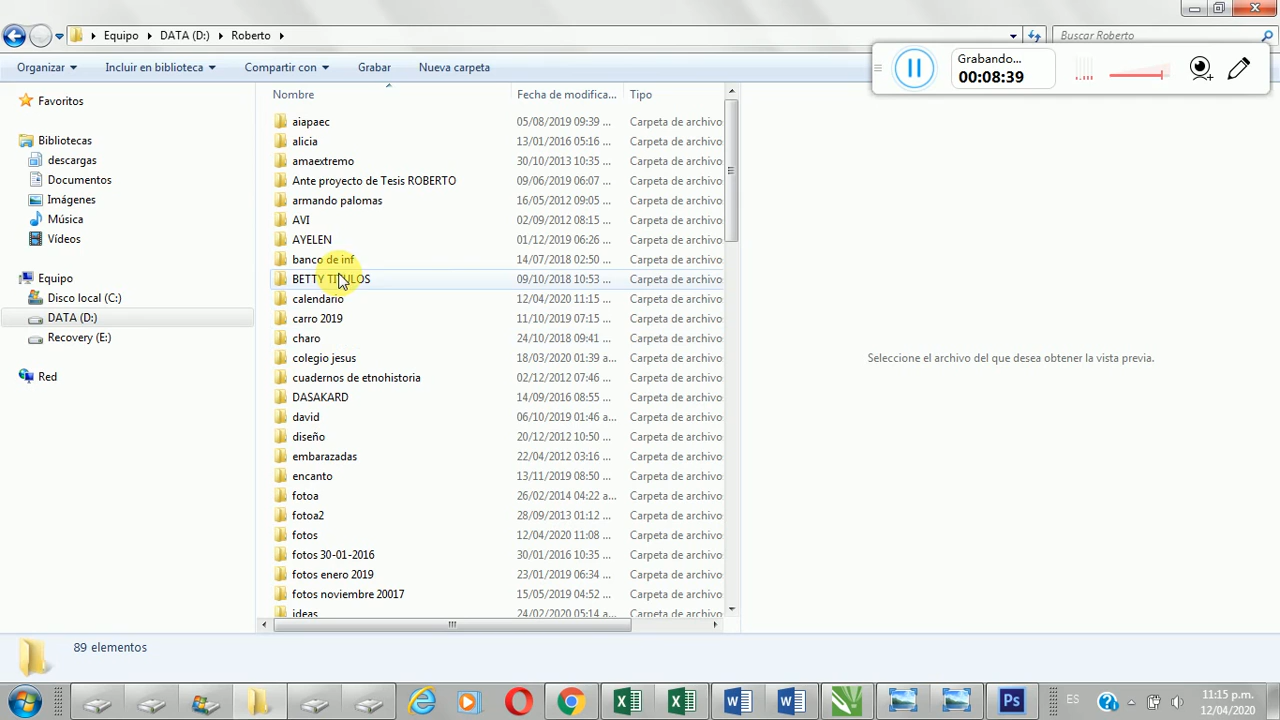 Equipo ▸ DATA (D:) ▸ Roberto ▸
Buscar Roberto
Organizar
Incluir en biblioteca
Compartir con
Grabar
Nueva carpeta
Grabando...
00:08:39
Favoritos
Bibliotecas
descargas
Documentos
Imágenes
Música
Vídeos
Equipo
Disco local (C:)
DATA (D:)
Recovery (E:)
Red
Nombre Fecha de modifica... Tipo
aiapaec 05/08/2019 09:39 ... Carpeta de archivo
alicia 13/01/2016 05:16 ... Carpeta de archivo
amaextremo 30/10/2013 10:35 ... Carpeta de archivo
Ante proyecto de Tesis ROBERTO 09/06/2019 06:07 ... Carpeta de archivo
armando palomas 16/05/2012 09:05 ... Carpeta de archivo
AVI 02/09/2012 08:15 ... Carpeta de archivo
AYELEN 01/12/2019 06:26 ... Carpeta de archivo
banco de inf 14/07/2018 02:50 ... Carpeta de archivo
BETTY TITULOS 09/10/2018 10:53 ... Carpeta de archivo
calendario 12/04/2020 11:15 ... Carpeta de archivo
carro 2019 11/10/2019 07:15 ... Carpeta de archivo
charo 24/10/2018 09:41 ... Carpeta de archivo
colegio jesus 18/03/2020 01:39 a... Carpeta de archivo
cuadernos de etnohistoria 02/12/2012 07:46 ... Carpeta de archivo
DASAKARD 14/09/2016 08:55 ... Carpeta de archivo
david 06/10/2019 01:46 a... Carpeta de archivo
diseño 20/12/2012 10:50 ... Carpeta de archivo
embarazadas 22/04/2012 03:16 ... Carpeta de archivo
encanto 13/11/2019 08:50 ... Carpeta de archivo
fotoa 26/02/2014 04:22 a... Carpeta de archivo
fotoa2 28/09/2013 01:12 ... Carpeta de archivo
fotos 12/04/2020 11:08 ... Carpeta de archivo
fotos 30-01-2016 30/01/2016 10:35 ... Carpeta de archivo
fotos enero 2019 23/01/2019 06:34 ... Carpeta de archivo
fotos noviembre 20017 15/05/2019 04:52 ... Carpeta de archivo
ideas 24/02/2020 05:14 a... Carpeta de archivo
Seleccione el archivo del que desea obtener la vista previa.
89 elementos
Ps
ES
11:15 p.m.
12/04/2020